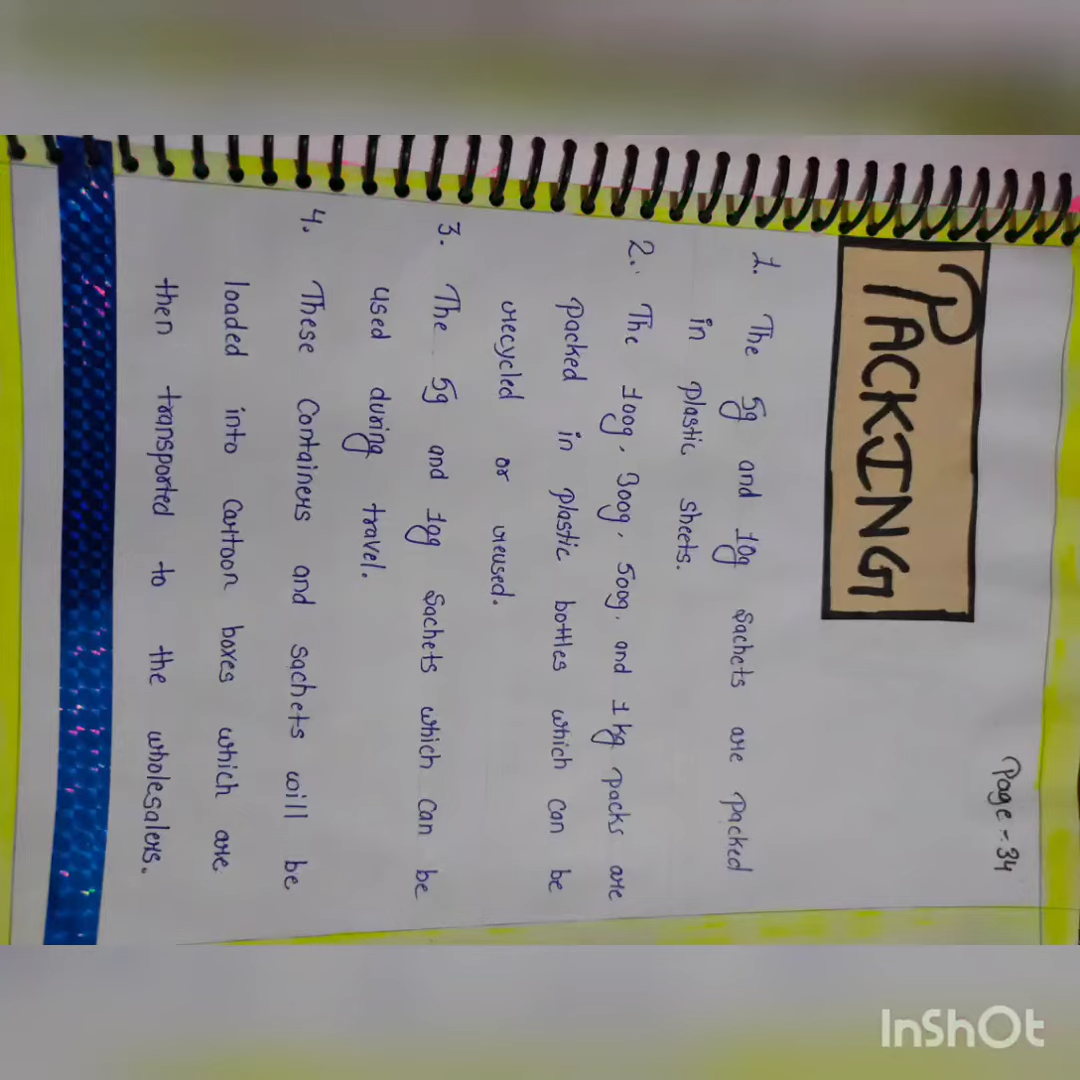 Page - 34
PACKING
1. The 5g and 10g sachets are packed
in plastic sheets.
2. The 100g, 300g, 500g, and 1kg packs are
packed in plastic bottles which can be
recycled or reused.
3. The 5g and 10g sachets which can be
used during travel.
4. These containers and sachets will be
loaded into cartoon boxes which are
then transported to the wholesalers.
InShOt